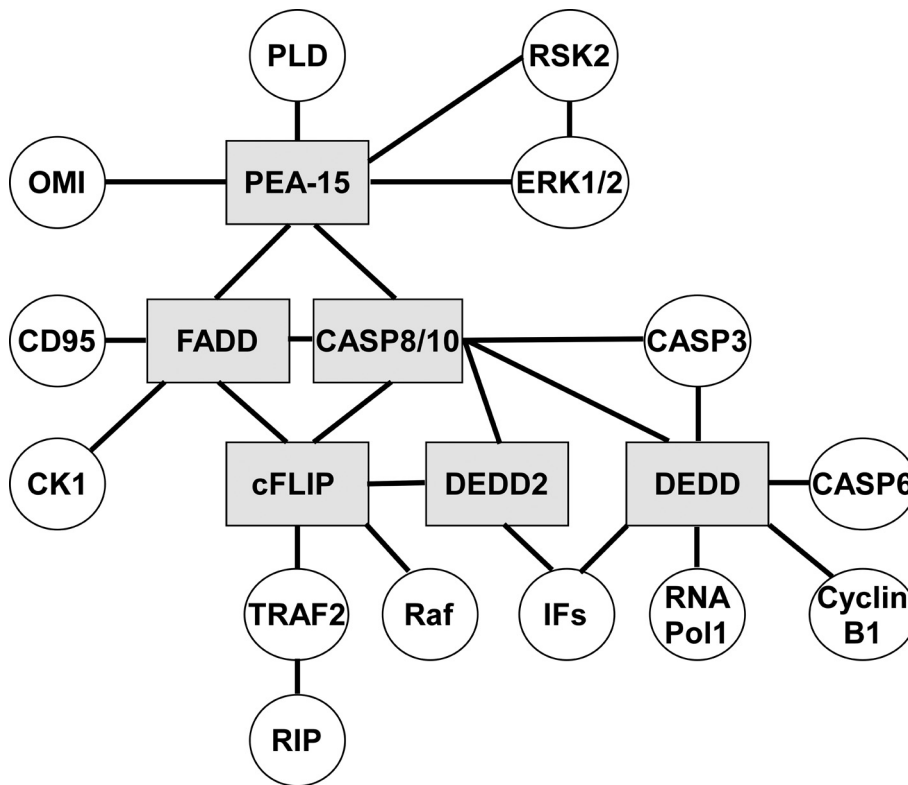 PLD
RSK2
OMI
PEA-15
ERK1/2
CD95
FADD
CASP8/10
CASP3
CK1
cFLIP
DEDD2
DEDD
CASP6
TRAF2
Raf
IFs
RNA
Pol1
Cyclin
B1
RIP